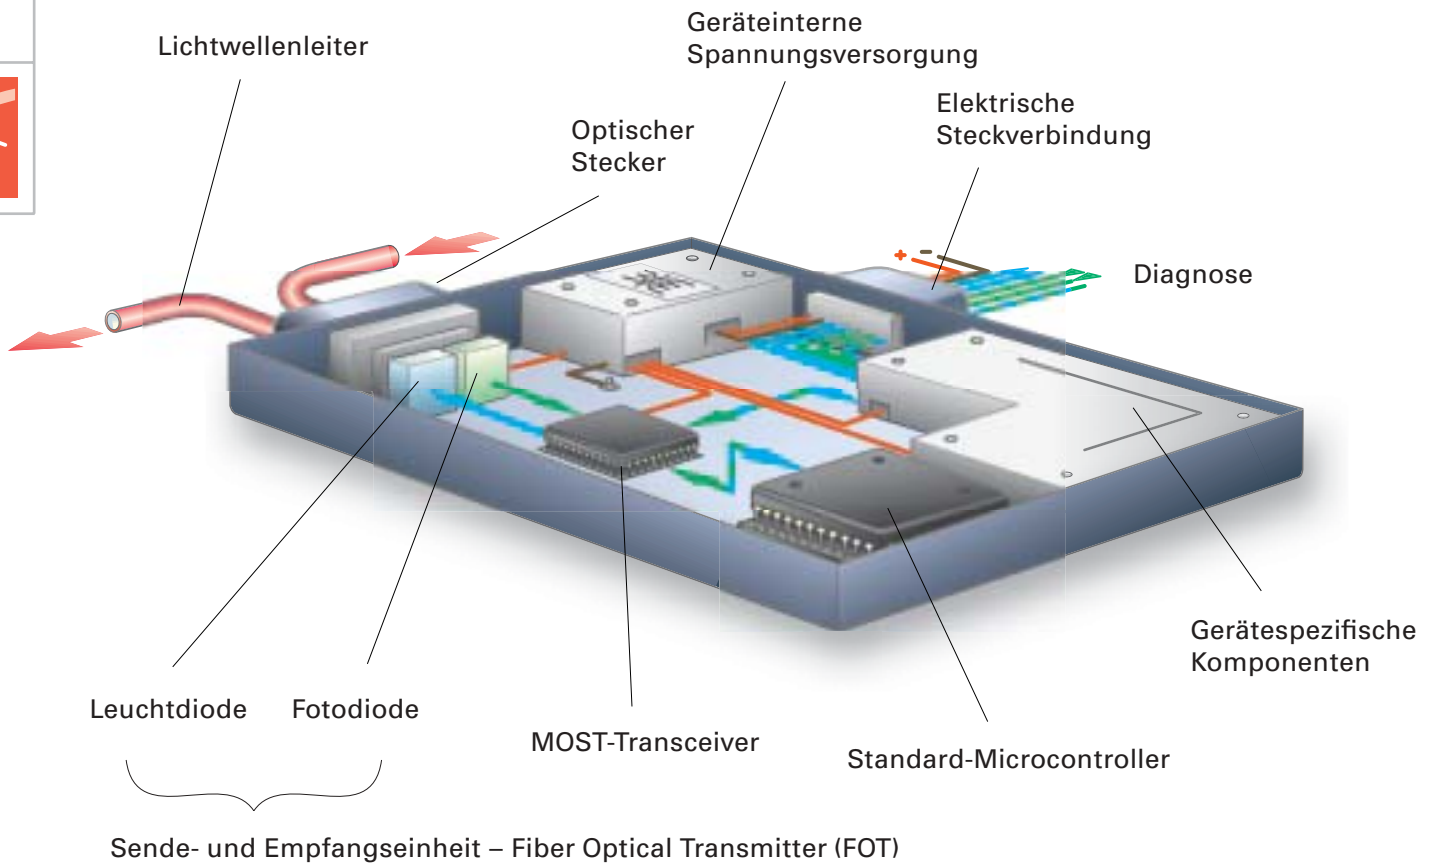 Geräteinterne
Spannungsversorgung
Lichtwellenleiter
Elektrische
Steckverbindung
Optischer
Stecker
+ −
Diagnose
Gerätespezifische
Komponenten
Leuchtdiode
Fotodiode
MOST-Transceiver
Standard-Microcontroller
Sende- und Empfangseinheit – Fiber Optical Transmitter (FOT)